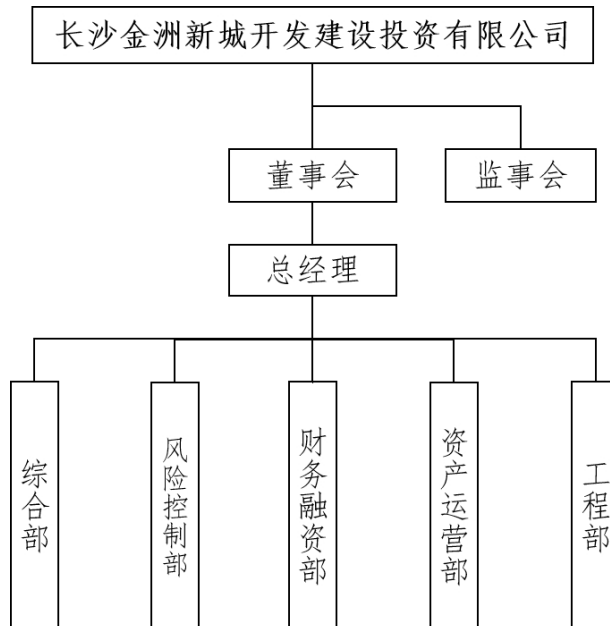 长沙金洲新城开发建设投资有限公司
董事会
监事会
总经理
综合部
风险控制部
财务融资部
资产运营部
工程部